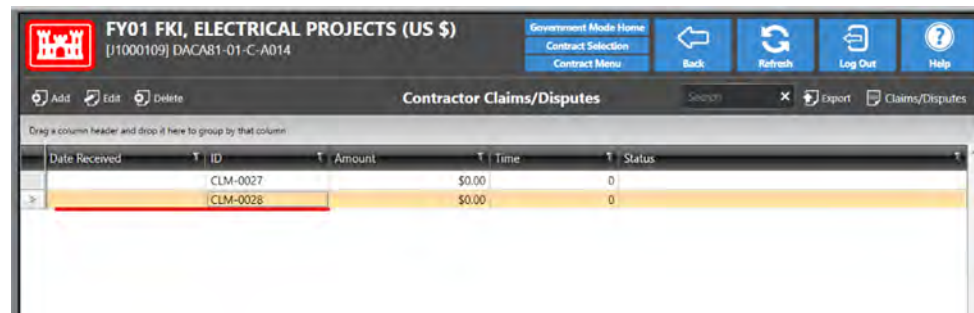 FY01 FKI, ELECTRICAL PROJECTS (US $)
[J1000109] DACA81-01-C-A014
Government Mode Home
Contract Selection
Contract Menu
Back
Refresh
Log Out
Help
Add Edit Delete
Contractor Claims/Disputes
Search
Export
Claims/Disputes
Drag a column header and drop it here to group by that column
Date Received ID Amount Time Status
CLM-0027 $0.00 0
CLM-0028 $0.00 0